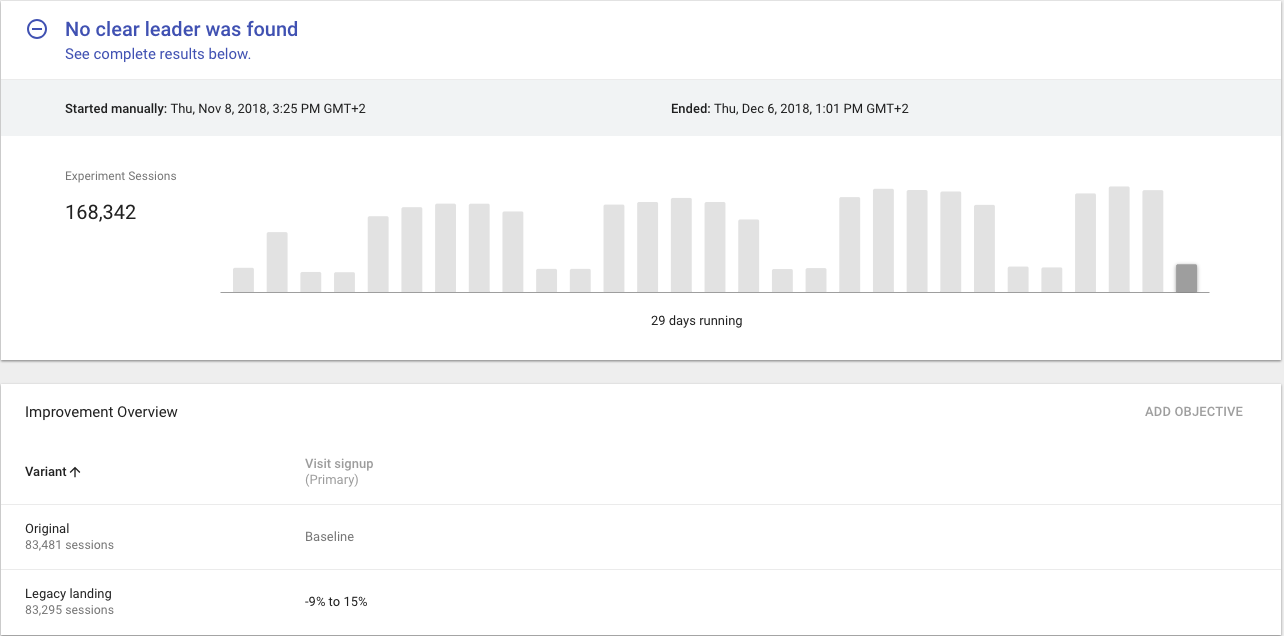 No clear leader was found
See complete results below.
Started manually: Thu, Nov 8, 2018, 3:25 PM GMT+2
Ended: Thu, Dec 6, 2018, 1:01 PM GMT+2
Experiment Sessions
168,342
29 days running
Improvement Overview
ADD OBJECTIVE
Variant
Visit signup
(Primary)
Original
83,481 sessions
Baseline
Legacy landing
83,295 sessions
-9% to 15%